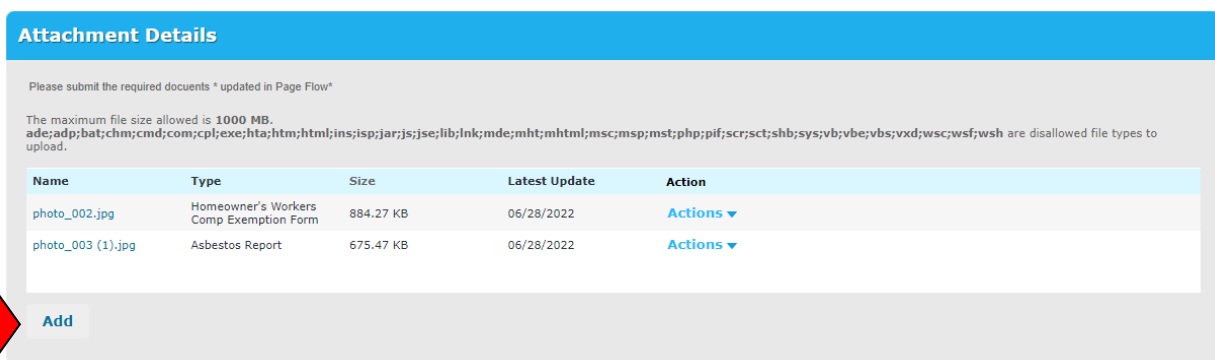 Attachment Details
Please submit the required docuents * updated in Page Flow*
The maximum file size allowed is 1000 MB.
ade;adp;bat;chm;cmd;com;cpl;exe;hta;htm;html;ins;isp;jar;js;jse;lib;lnk;mde;mht;mhtml;msc;msp;mst;php;pif;scr;sct;shb;sys;vb;vbe;vbs;vxd;wsc;wsf;wsh are disallowed file types to
upload.
Name Type Size Latest Update Action
photo_002.jpg Homeowner's Workers Comp Exemption Form 884.27 KB 06/28/2022 Actions
photo_003 (1).jpg Asbestos Report 675.47 KB 06/28/2022 Actions
Add